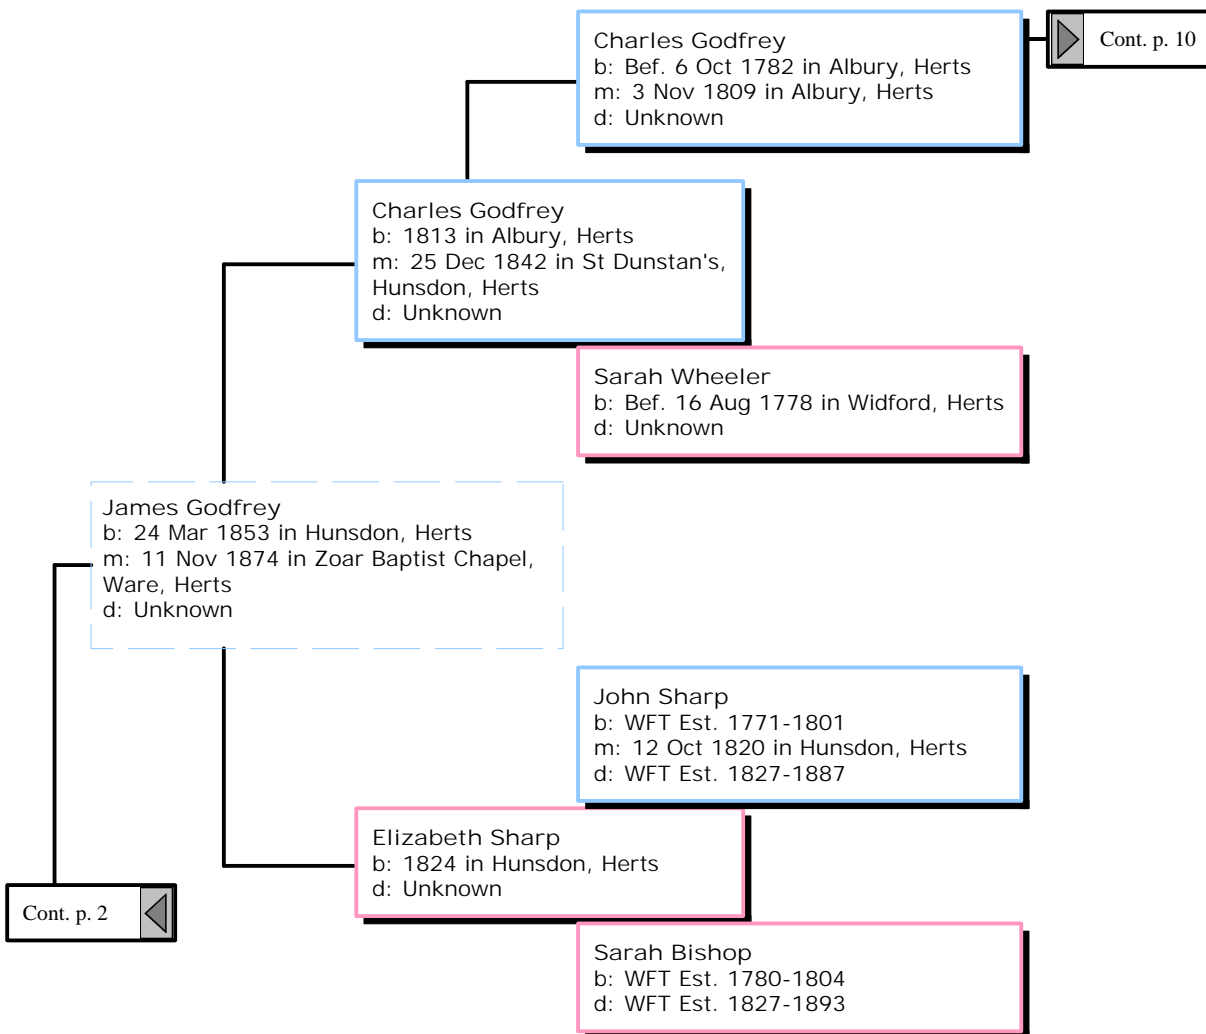 Charles Godfrey
b: Bef. 6 Oct 1782 in Albury, Herts
m: 3 Nov 1809 in Albury, Herts
d: Unknown
Cont. p. 10
Charles Godfrey
b: 1813 in Albury, Herts
m: 25 Dec 1842 in St Dunstan's,
Hunsdon, Herts
d: Unknown
Sarah Wheeler
b: Bef. 16 Aug 1778 in Widford, Herts
d: Unknown
James Godfrey
b: 24 Mar 1853 in Hunsdon, Herts
m: 11 Nov 1874 in Zoar Baptist Chapel,
Ware, Herts
d: Unknown
John Sharp
b: WFT Est. 1771-1801
m: 12 Oct 1820 in Hunsdon, Herts
d: WFT Est. 1827-1887
Elizabeth Sharp
b: 1824 in Hunsdon, Herts
d: Unknown
Cont. p. 2
Sarah Bishop
b: WFT Est. 1780-1804
d: WFT Est. 1827-1893